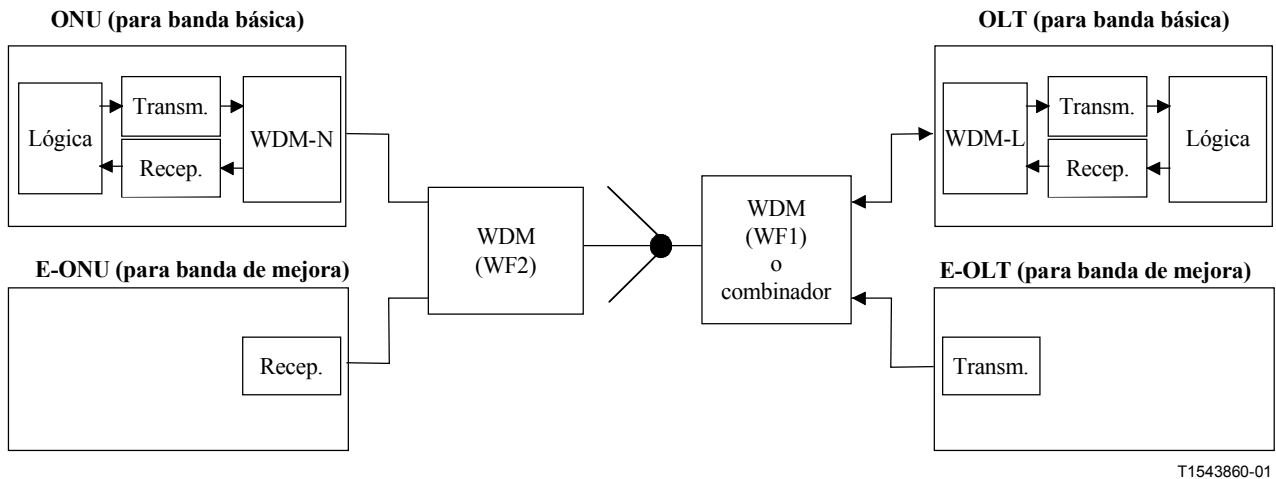 ONU (para banda básica)
Lógica
Transm.
Recep.
WDM-N
E-ONU (para banda de mejora)
Recep.
WDM
(WF2)
WDM
(WF1)
o
combinador
OLT (para banda básica)
WDM-L
Transm.
Recep.
Lógica
E-OLT (para banda de mejora)
Transm.
T1543860-01